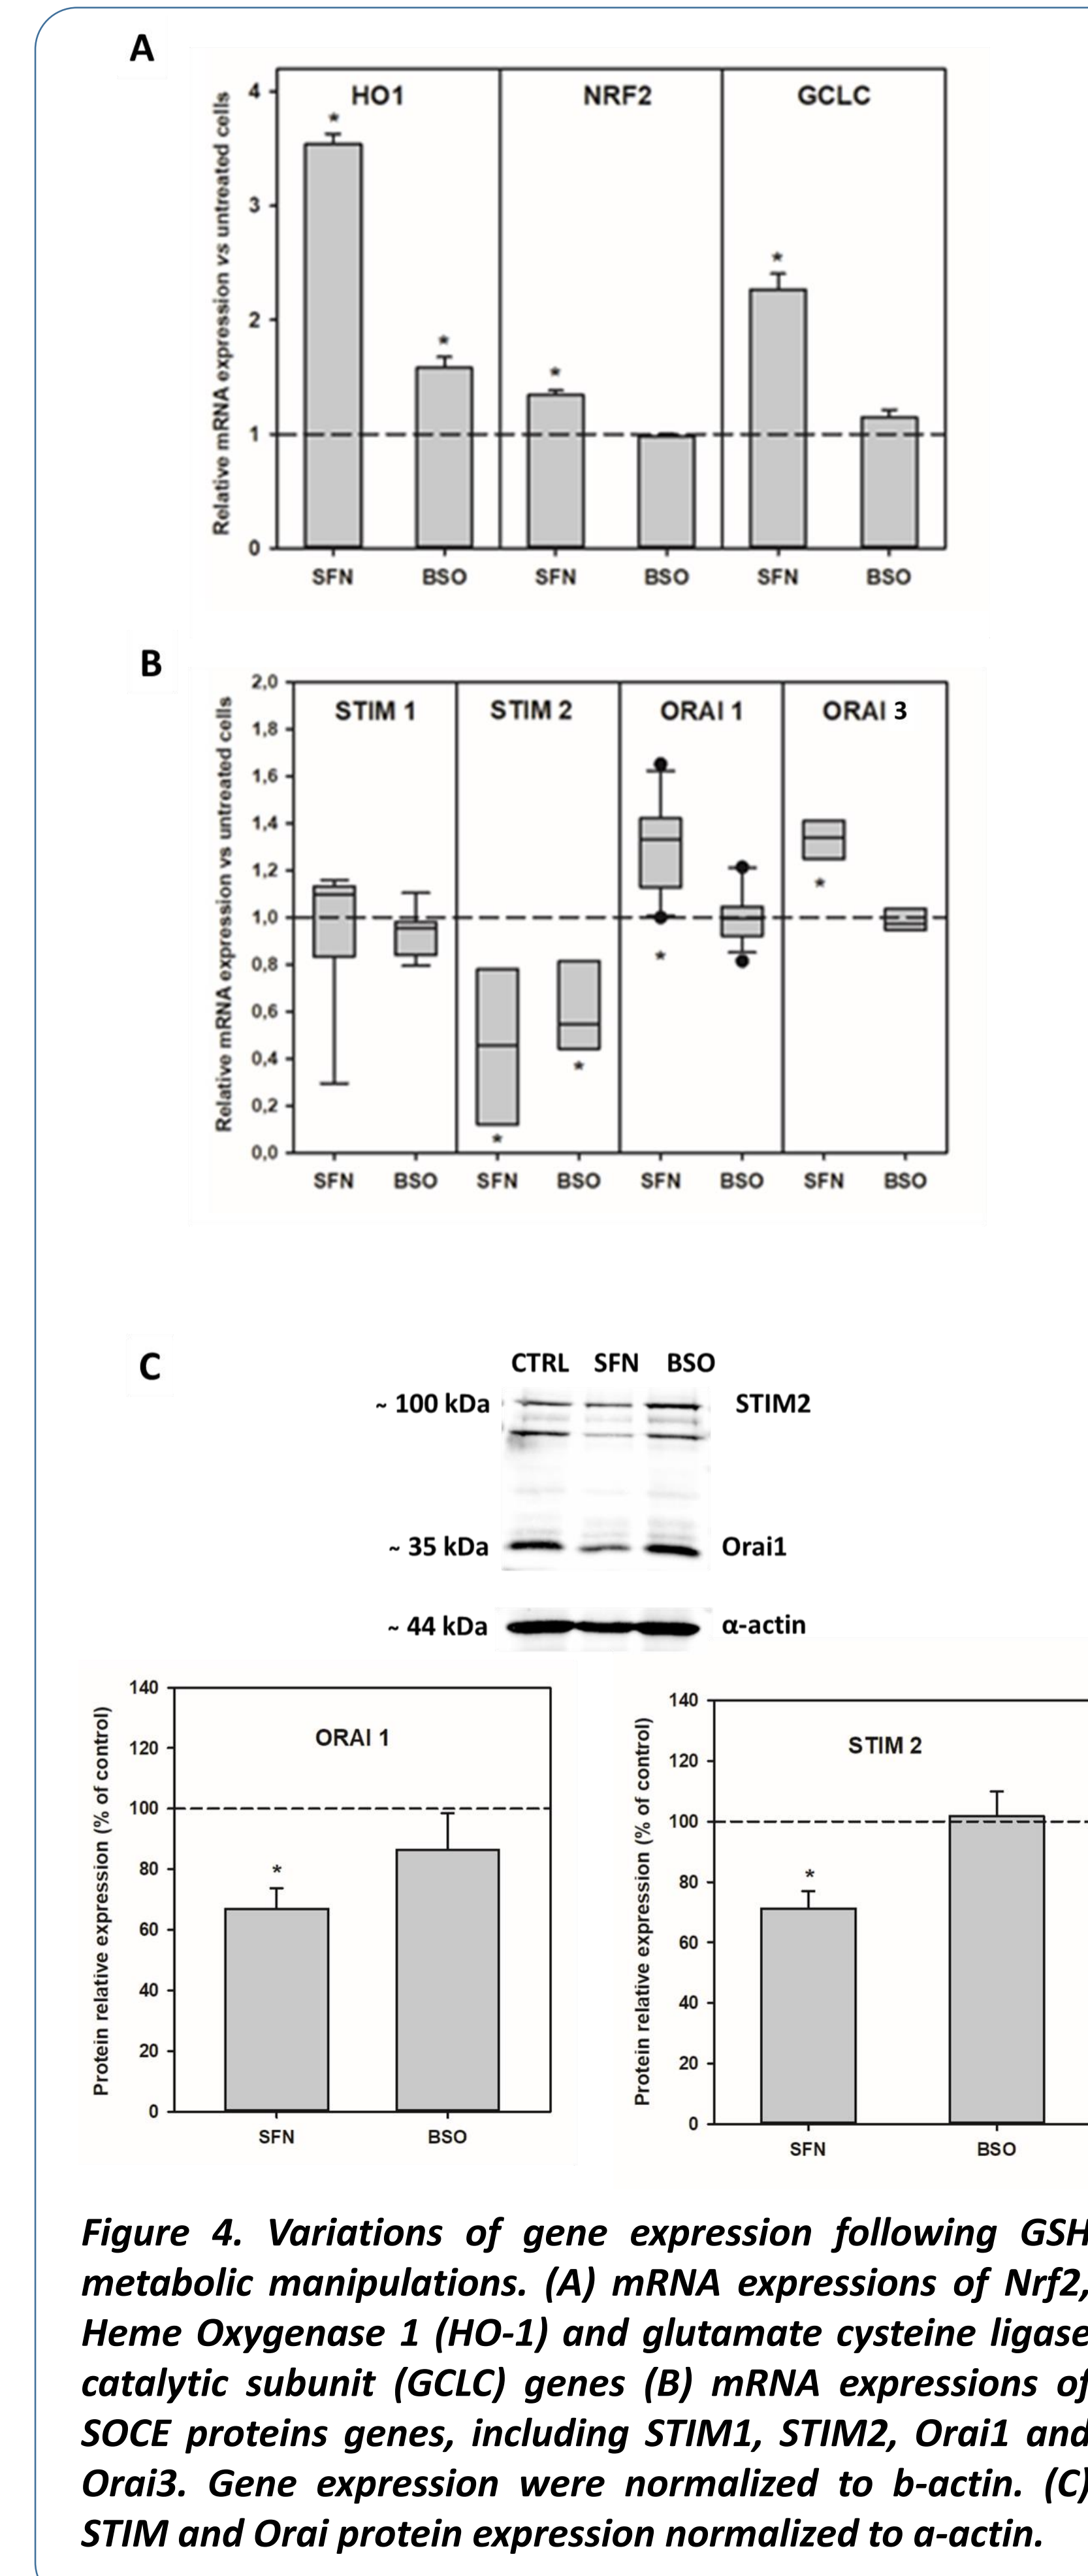 A
Relative mRNA expression vs untreated cells
HO1 NRF2 GCLC
4
3
2
1
0
* * * *
SFN BSO SFN BSO SFN BSO
B
Relative mRNA expression vs untreated cells
STIM 1 STIM 2 ORAI 1 ORAI 3
2,0
1,8
1,6
1,4
1,2
1,0
0,8
0,6
0,4
0,2
0,0
* * * *
SFN BSO SFN BSO SFN BSO SFN BSO
C
CTRL SFN BSO
~ 100 kDa STIM2
~ 35 kDa Orai1
~ 44 kDa α-actin
Protein relative expression (% of control)
ORAI 1
140
120
100
80
60
40
20
0
*
SFN BSO
Protein relative expression (% of control)
STIM 2
140
120
100
80
60
40
20
0
*
SFN BSO
Figure 4. Variations of gene expression following GSH
metabolic manipulations. (A) mRNA expressions of Nrf2,
Heme Oxygenase 1 (HO-1) and glutamate cysteine ligase
catalytic subunit (GCLC) genes (B) mRNA expressions of
SOCE proteins genes, including STIM1, STIM2, Orai1 and
Orai3. Gene expression were normalized to b-actin. (C)
STIM and Orai protein expression normalized to a-actin.